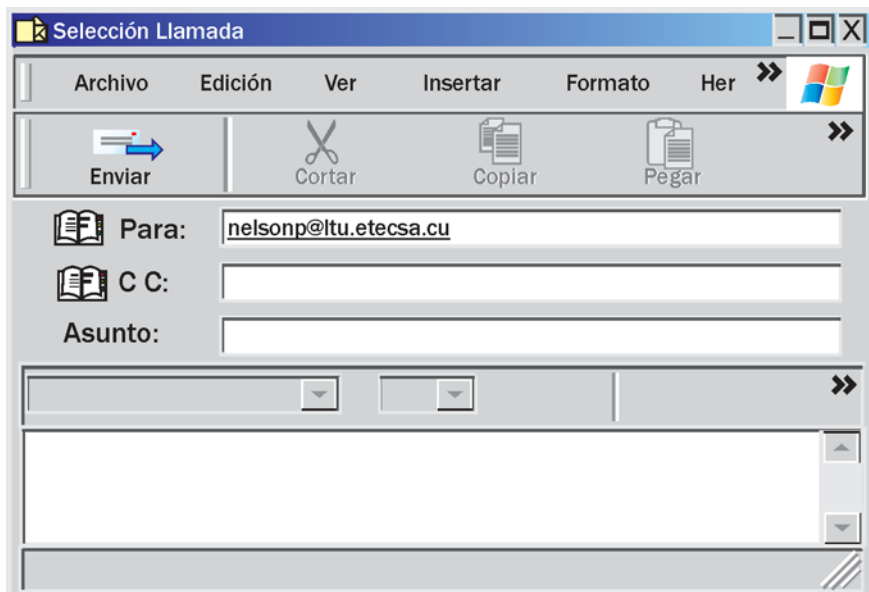 Selección Llamada
Archivo Edición Ver Insertar Formato Her »
Enviar Cortar Copiar Pegar »
Para: nelsonp@ltu.etecsa.cu
C C:
Asunto:
»